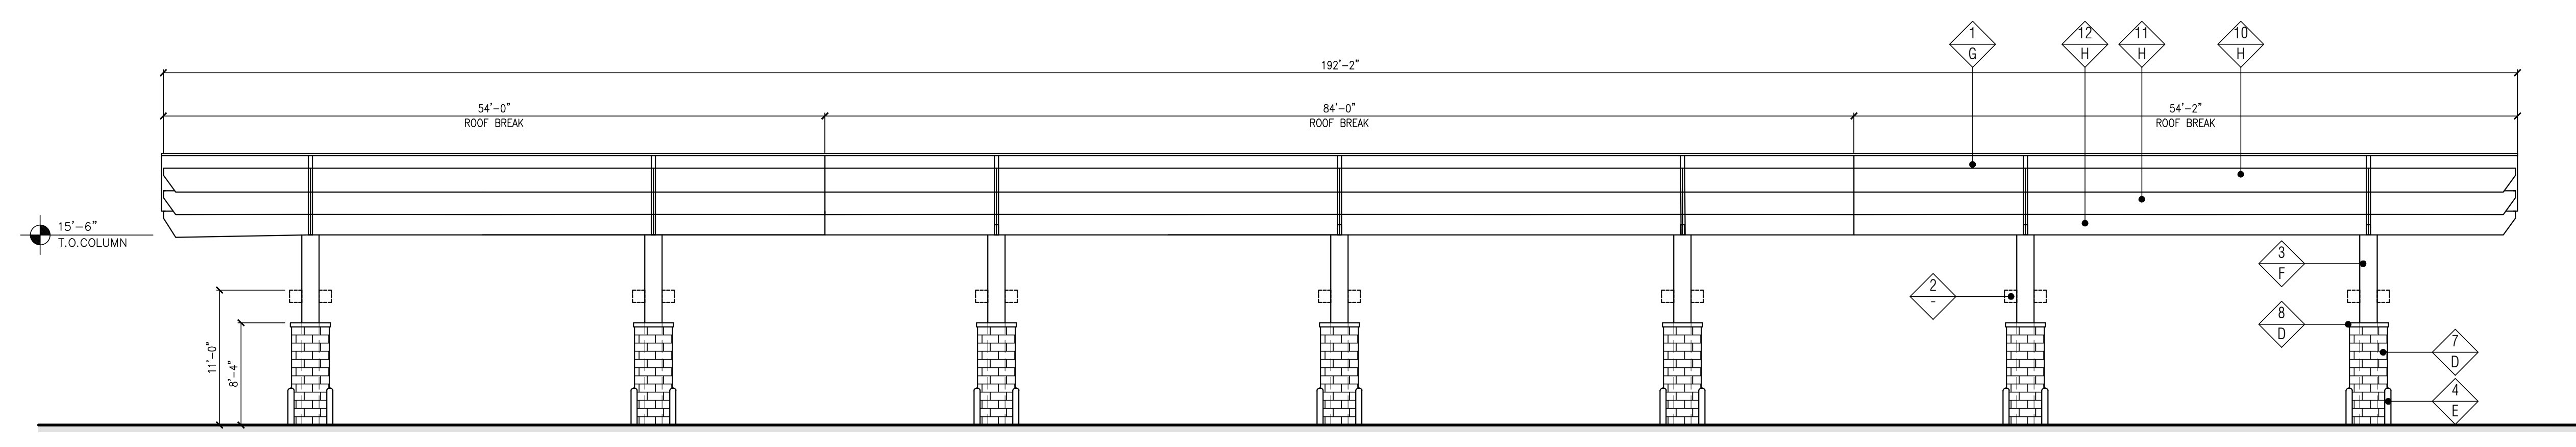 1
G
12
H
11
H
10
H
192'-2"
54'-0"
ROOF BREAK
84'-0"
ROOF BREAK
54'-2"
ROOF BREAK
15'-6"
T.O.COLUMN
3
F
2
-
8
D
11'-0"
8'-4"
7
D
4
E